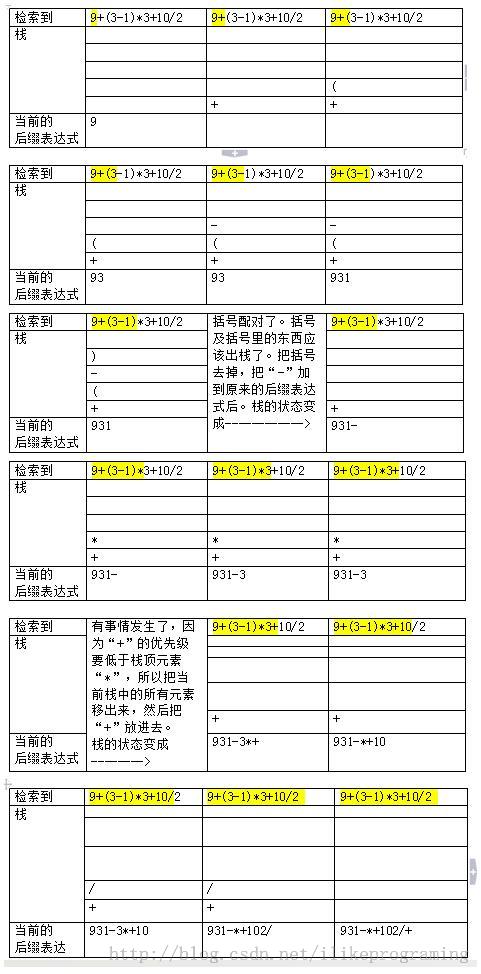 检索到 9+(3-1)*3+10/2 9+(3-1)*3+10/2 9+(3-1)*3+10/2
栈
(
+ +
当前的
后缀表达式 9
检索到 9+(3-1)*3+10/2 9+(3-1)*3+10/2 9+(3-1)*3+10/2
栈
- -
( ( (
+ + +
当前的
后缀表达式 93 93 931
检索到 9+(3-1)*3+10/2
栈
)
-
(
+
当前的
后缀表达式 931
括号配对了。括号
及括号里的东西应
该出栈了。把括号
去掉，把“-”加
到原来的后缀表达
式后。栈的状态变
成-------------->
9+(3-1)*3+10/2
+
931-
检索到 9+(3-1)*3+10/2 9+(3-1)*3+10/2 9+(3-1)*3+10/2
栈
* * *
+ + +
当前的
后缀表达式 931- 931-3 931-3
检索到
栈
当前的
后缀表达式
有事情发生了，因
为“+”的优先级
要低于栈顶元素
“*”，所以把当
前栈中的所有元素
移出来，然后把
“+”放进去。
栈的状态变成
-------->
9+(3-1)*3+10/2 9+(3-1)*3+10/2
+ +
931-3*+ 931-*+10
检索到 9+(3-1)*3+10/2 9+(3-1)*3+10/2 9+(3-1)*3+10/2
栈
/ /
+ +
当前的
后缀表达 931-3*+10 931-*+102/ 931-*+102/+
http://blog.csdn.net/ilikeprograming